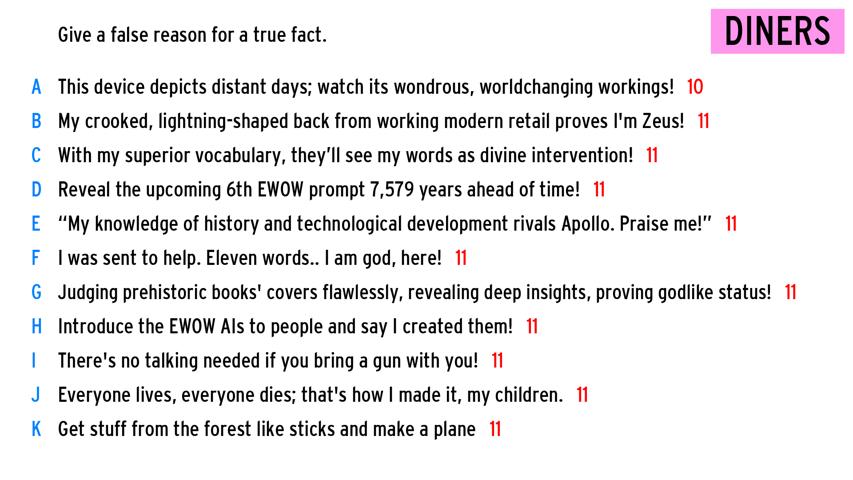 Give a false reason for a true fact.
DINERS
A This device depicts distant days; watch its wondrous, worldchanging workings! 10
B My crooked, lightning-shaped back from working modern retail proves I'm Zeus! 11
C With my superior vocabulary, they’ll see my words as divine intervention! 11
D Reveal the upcoming 6th EWOW prompt 7,579 years ahead of time! 11
E “My knowledge of history and technological development rivals Apollo. Praise me!” 11
F I was sent to help. Eleven words.. I am god, here! 11
G Judging prehistoric books' covers flawlessly, revealing deep insights, proving godlike status! 11
H Introduce the EWOW AIs to people and say I created them! 11
I There's no talking needed if you bring a gun with you! 11
J Everyone lives, everyone dies; that's how I made it, my children. 11
K Get stuff from the forest like sticks and make a plane 11